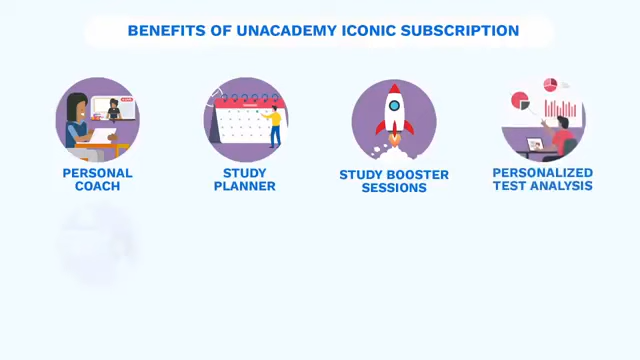 BENEFITS OF UNACADEMY ICONIC SUBSCRIPTION
PERSONAL
COACH
STUDY
PLANNER
STUDY BOOSTER
SESSIONS
PERSONALIZED
TEST ANALYSIS